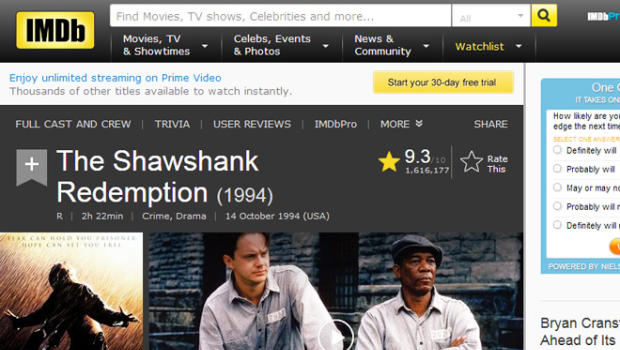 IMDb
Find Movies, TV shows, Celebrities and more...
All
IMDbPr
Movies, TV
& Showtimes
Celebs, Events
& Photos
News &
Community
Watchlist
Enjoy unlimited streaming on Prime Video
Thousands of other titles available to watch instantly.
Start your 30-day free trial
FULL CAST AND CREW | TRIVIA | USER REVIEWS | IMDbPro | MORE
SHARE
+ The Shawshank
Redemption (1994)
9.3/10
1,616,177
Rate
This
R | 2h 22min | Crime, Drama | 14 October 1994 (USA)
FEAR CAN HOLD YOU PRISONER.
HOPE CAN SET YOU FREE.
One
IT TAKES ON
How likely are you
edge the next time
SELECT ONE ANSWER
Definitely will
Probably will
May or may no
Probably will n
Definitely will
POWERED BY NIELS
Bryan Cranst
Ahead of Its